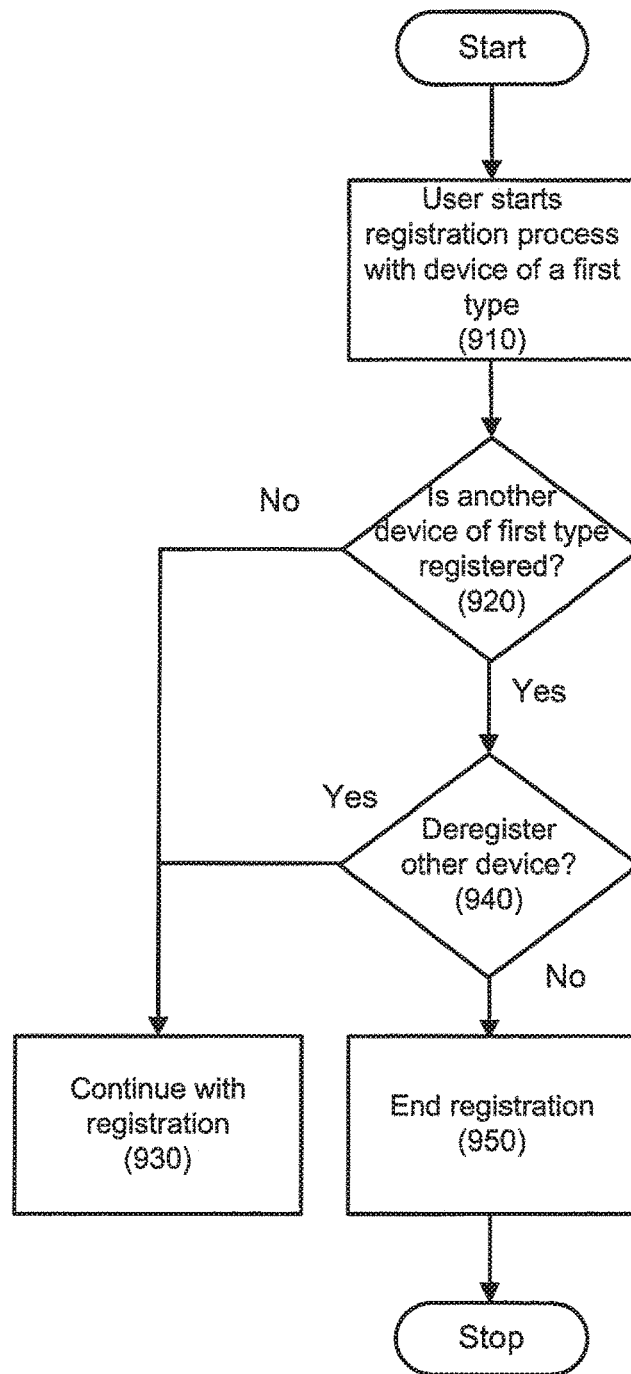 Start
User starts
registration process
with device of a first
type
(910)
No
Is another
device of first type
registered?
(920)
Yes
Yes
Deregister
other device?
(940)
No
Continue with
registration
(930)
End registration
(950)
Stop